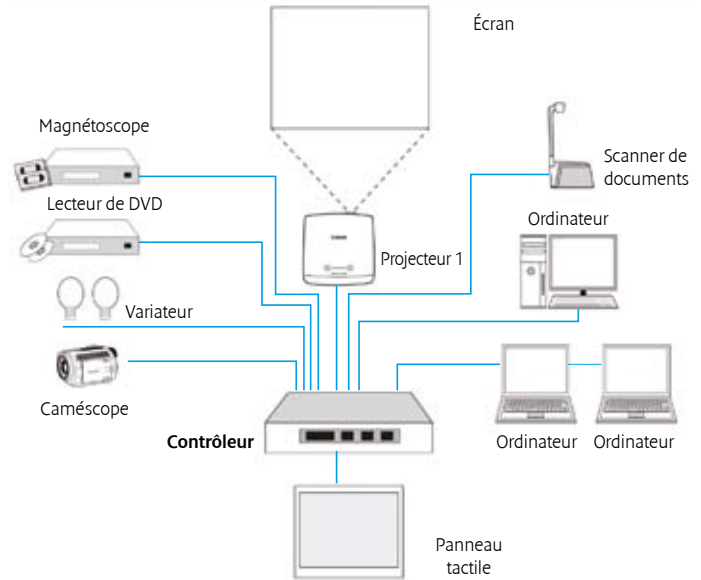 Écran
Magnétoscope
Scanner de
documents
Lecteur de DVD
Ordinateur
Projecteur 1
Variateur
Caméscope
Contrôleur
Ordinateur
Ordinateur
Panneau
tactile